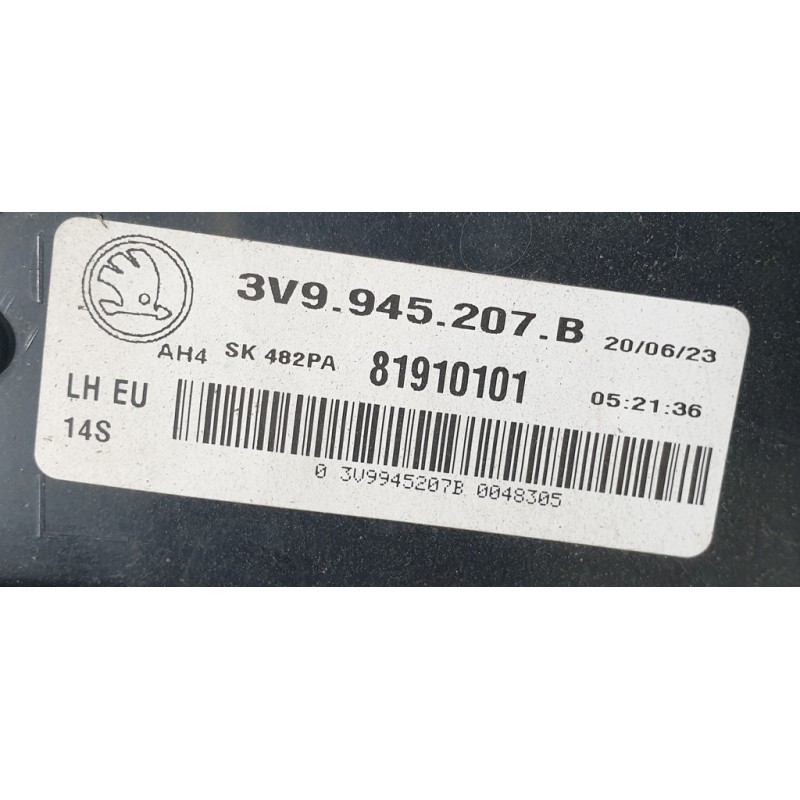 3V9.945.207.B 20/06/23
AH4 SK 482PA 81910101 05:21:36
LH EU
14S
0 3V9945207B 0048305